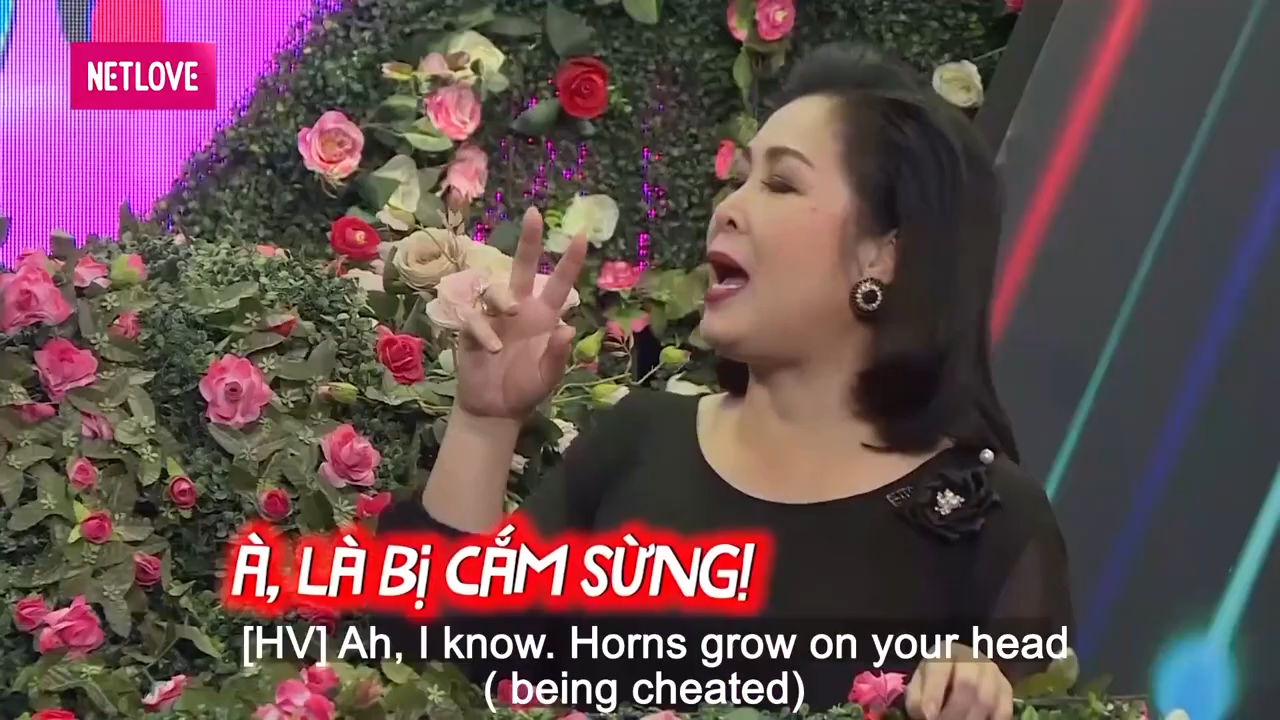 NETLOVE
À, LÀ BỊ CẮM SỪNG!
[HV] Ah, I know. Horns grow on your head
( being cheated)